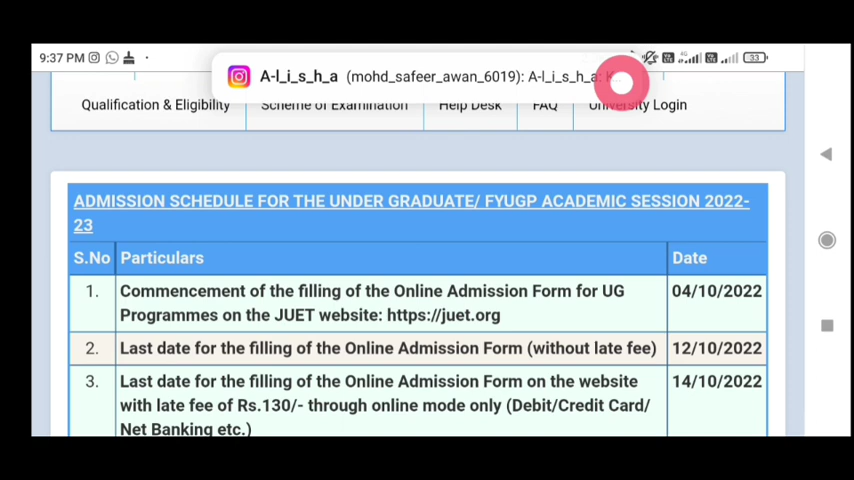 9:37 PM
4G
33
A-l_i_s_h_a (mohd_safeer_awan_6019): A-l_i_s_h_a: K
Qualification & Eligibility Scheme of Examination Help Desk FAQ University Login
ADMISSION SCHEDULE FOR THE UNDER GRADUATE/ FYUGP ACADEMIC SESSION 2022-
23
S.No Particulars Date
1. Commencement of the filling of the Online Admission Form for UG 04/10/2022
Programmes on the JUET website: https://juet.org
2. Last date for the filling of the Online Admission Form (without late fee) 12/10/2022
3. Last date for the filling of the Online Admission Form on the website 14/10/2022
with late fee of Rs.130/- through online mode only (Debit/Credit Card/
Net Banking etc.)